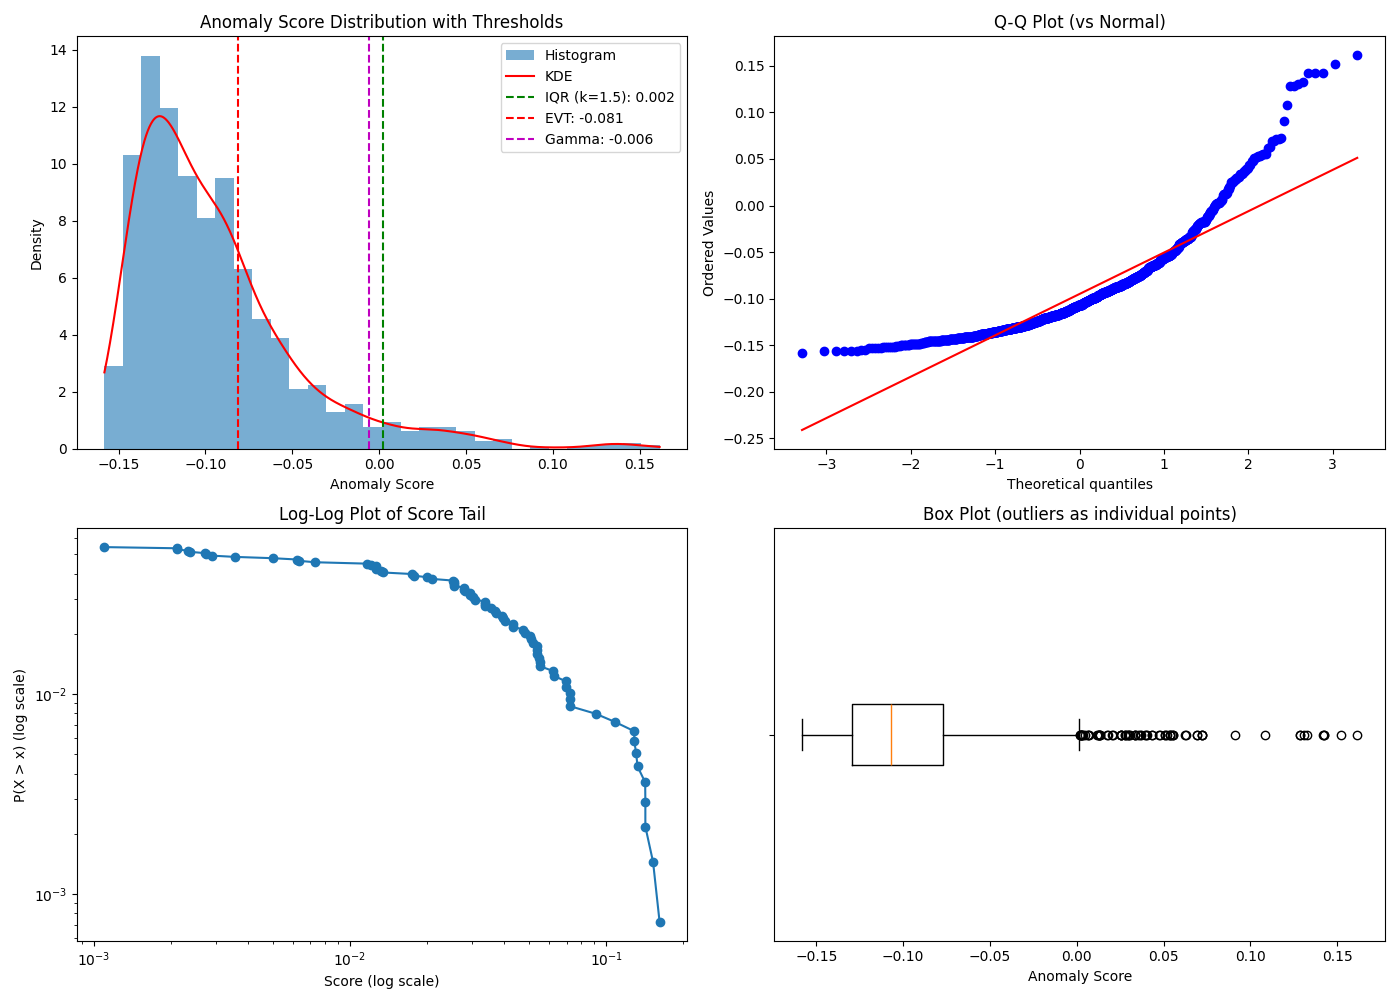 Anomaly Score Distribution with Thresholds
14
12
10
8
6
4
2
0
Density
Histogram
KDE
IQR (k=1.5): 0.002
EVT: -0.081
Gamma: -0.006
−0.15
−0.10
−0.05
0.00
0.05
0.10
0.15
Anomaly Score
Q-Q Plot (vs Normal)
0.15
0.10
0.05
0.00
−0.05
−0.10
−0.15
−0.20
−0.25
Ordered Values
−3
−2
−1
0
1
2
3
Theoretical quantiles
Log-Log Plot of Score Tail
10⁻²
10⁻³
P(X > x) (log scale)
10⁻³
10⁻²
10⁻¹
Score (log scale)
Box Plot (outliers as individual points)
−0.15
−0.10
−0.05
0.00
0.05
0.10
0.15
Anomaly Score